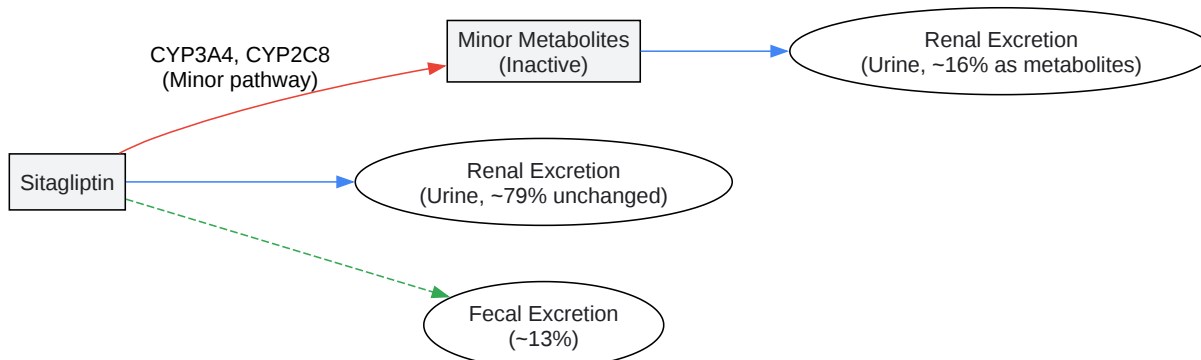 CYP3A4, CYP2C8
(Minor pathway)
Minor Metabolites
(Inactive)
Renal Excretion
(Urine, ~16% as metabolites)
Sitagliptin
Renal Excretion
(Urine, ~79% unchanged)
Fecal Excretion
(~13%)